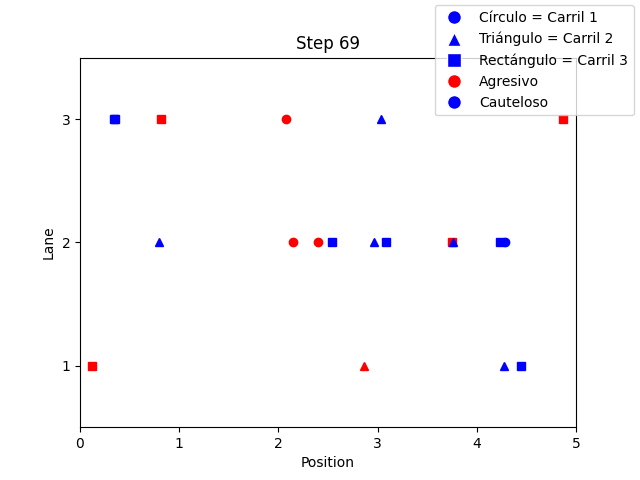 Step 69
Círculo = Carril 1
Triángulo = Carril 2
Rectángulo = Carril 3
Agresivo
Cauteloso
Lane
3
2
1
0 1 2 3 4 5
Position